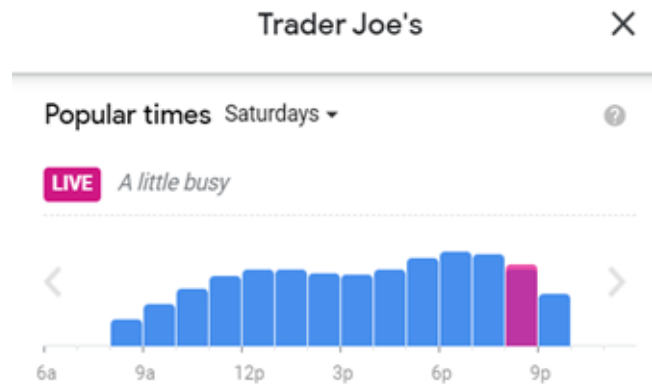 Trader Joe's
Popular times Saturdays
LIVE A little busy
6a 9a 12p 3p 6p 9p